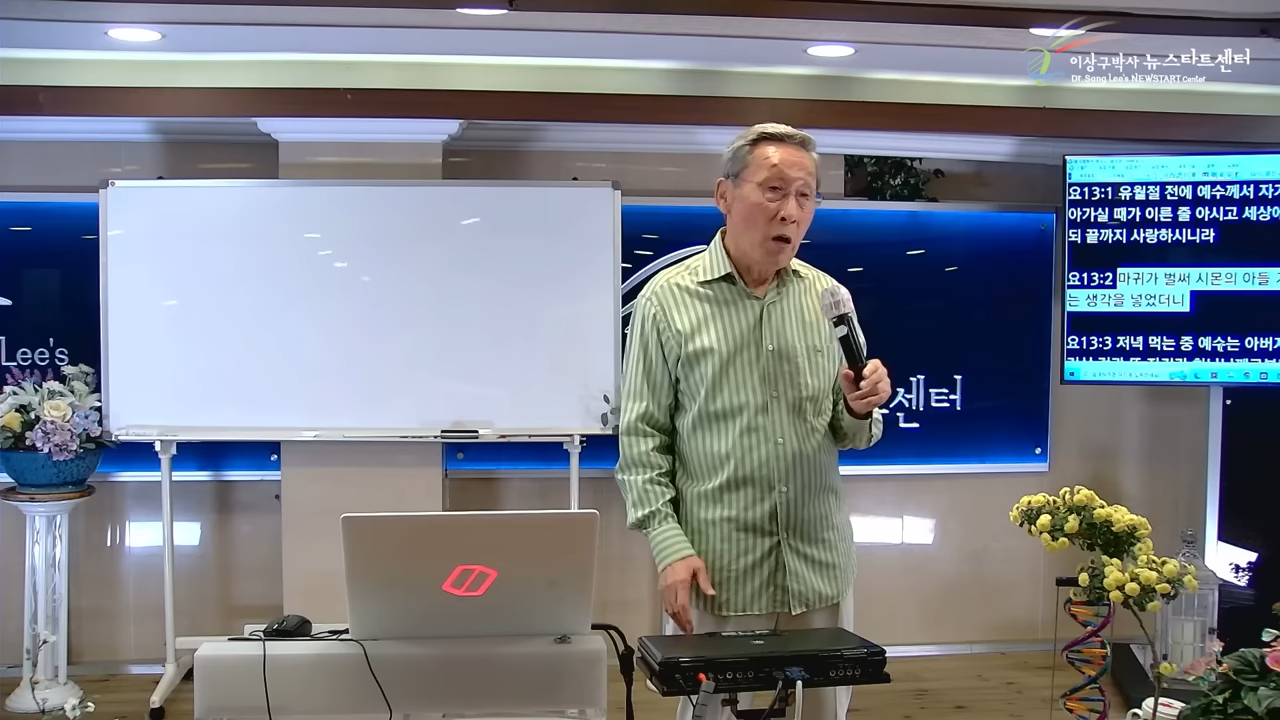 이상구박사 뉴스타트센터
Dr. Sang Lee's NEWSTART Center
요13:1 유월절 전에 예수께서 자기
아가실 때가 이른 줄 아시고 세상에
되 끝까지 사랑하시니라
요13:2 마귀가 벌써 시몬의 아들
는 생각을 넣었더니
요13:3 저녁 먹는 중 예수는 아버지
Lee's
센터